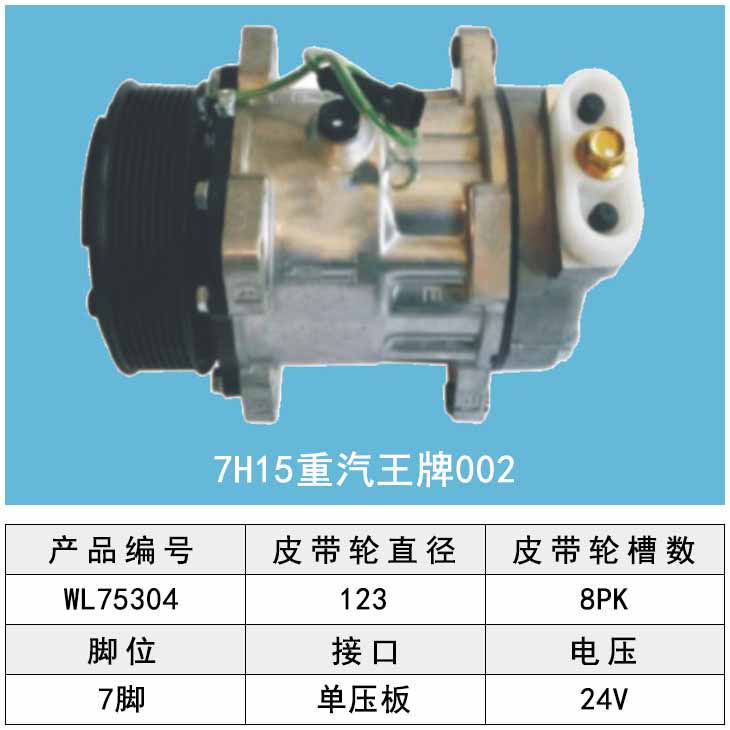 7H15重汽王牌002
产品编号 皮带轮直径 皮带轮槽数
WL75304 123 8PK
脚位 接口 电压
7脚 单压板 24V